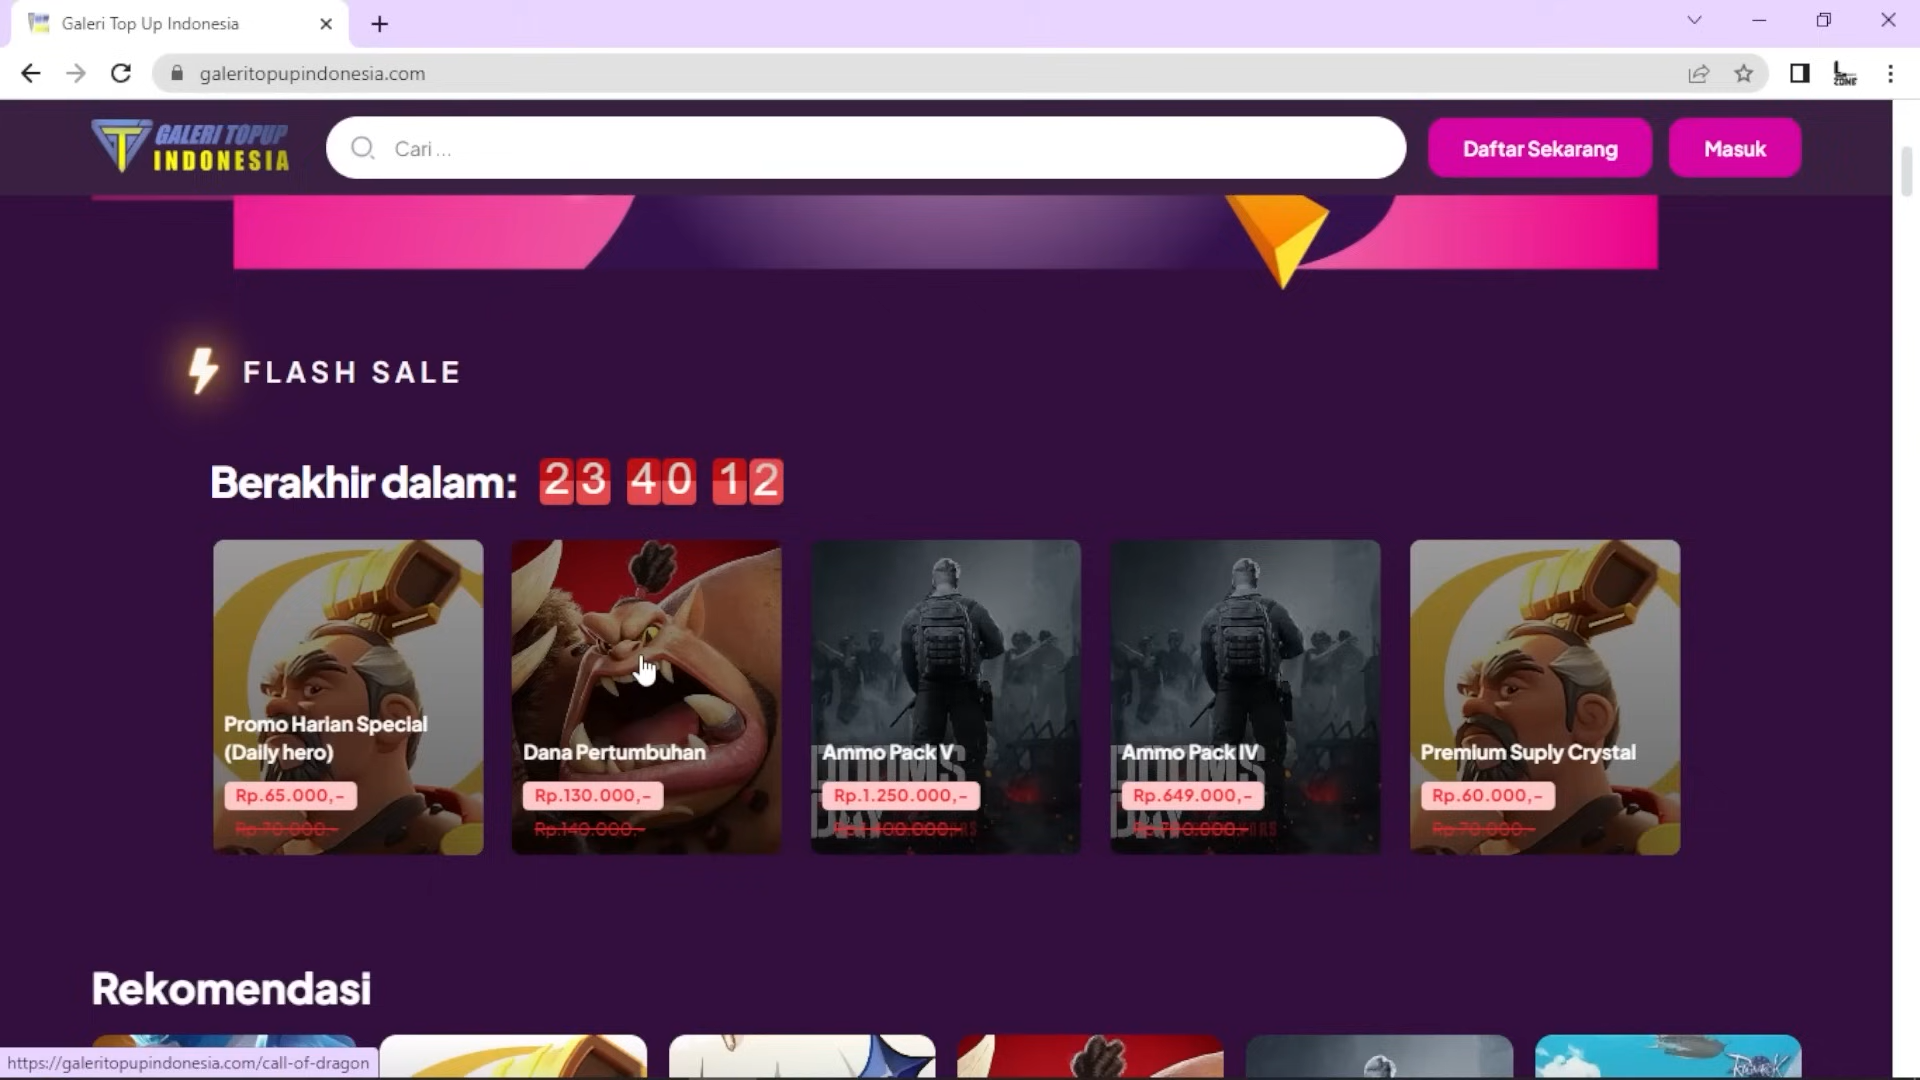 Galeri Top Up Indonesia
galeritopupindonesia.com
GALERI TOPUP
INDONESIA
Cari ...
Daftar Sekarang
Masuk
FLASH SALE
Berakhir dalam: 23 40 12
Promo Harian Special
(Daily hero)
Rp.65.000,-
Rp.70.000,-
Dana Pertumbuhan
Rp.130.000,-
Rp.140.000,-
Ammo Pack V
Rp.1.250.000,-
Ammo Pack IV
Rp.649.000,-
Premium Suply Crystal
Rp.60.000,-
Rp.70.000,-
Rekomendasi
https://galeritopupindonesia.com/call-of-dragon